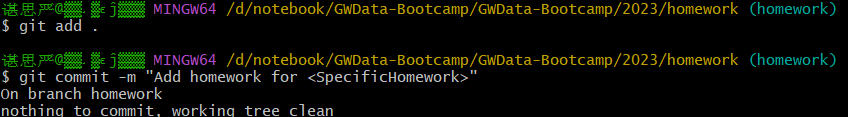 谌思严@ MINGW64 /d/notebook/GWData-Bootcamp/GWData-Bootcamp/2023/homework (homework)
$ git add .
谌思严@ MINGW64 /d/notebook/GWData-Bootcamp/GWData-Bootcamp/2023/homework (homework)
$ git commit -m "Add homework for <SpecificHomework>"
On branch homework
nothing to commit, working tree clean